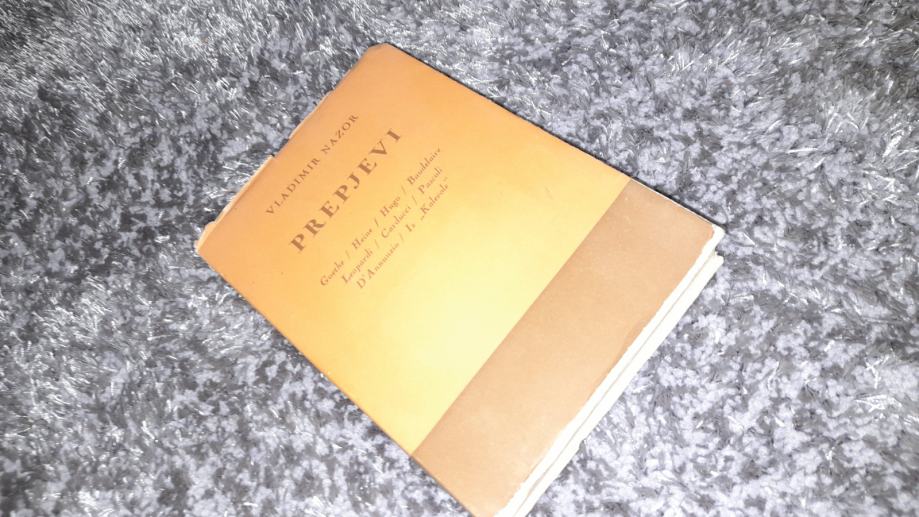 VLADIMIR NAZOR
PREPJEVI
Goethe / Heine / Hugo / Baudelaire
Leopardi / Carducci / Pascoli
D'Annunzio / Iz „Kalevale"